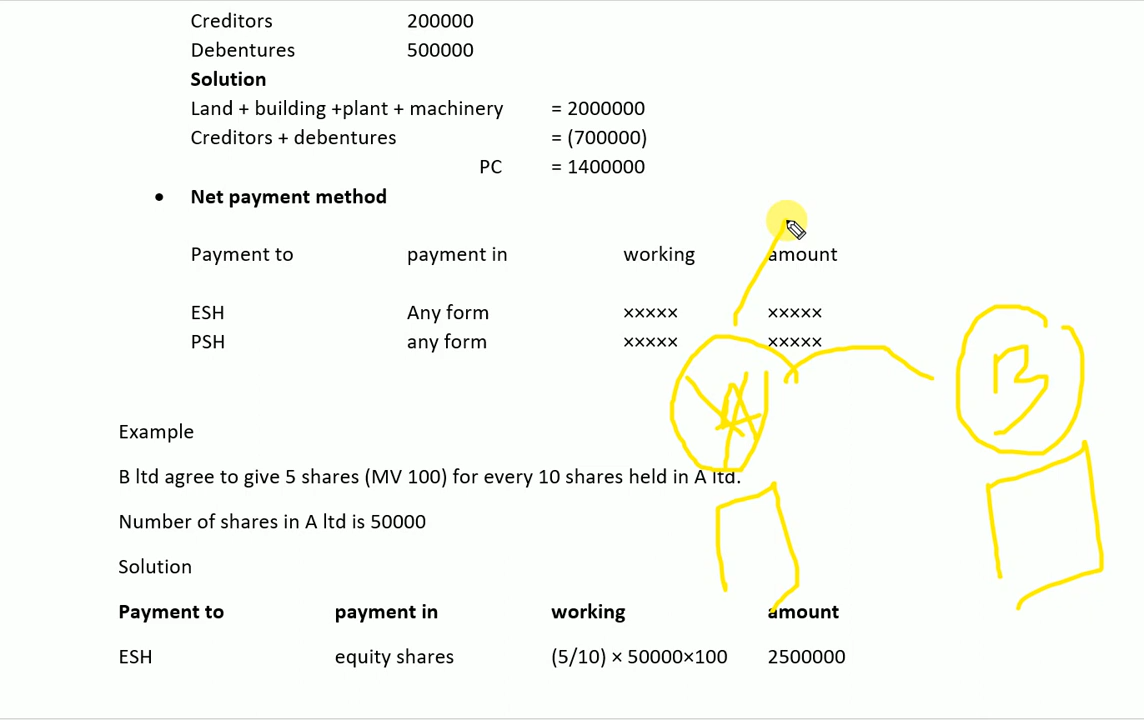 Creditors 200000
Debentures 500000
Solution
Land + building +plant + machinery = 2000000
Creditors + debentures = (700000)
PC = 1400000
• Net payment method
Payment to payment in working amount
ESH Any form ××××× ×××××
PSH any form ××××× ×××××
A B
Example
B ltd agree to give 5 shares (MV 100) for every 10 shares held in A ltd.
Number of shares in A ltd is 50000
Solution
Payment to payment in working amount
ESH equity shares (5/10) × 50000×100 2500000